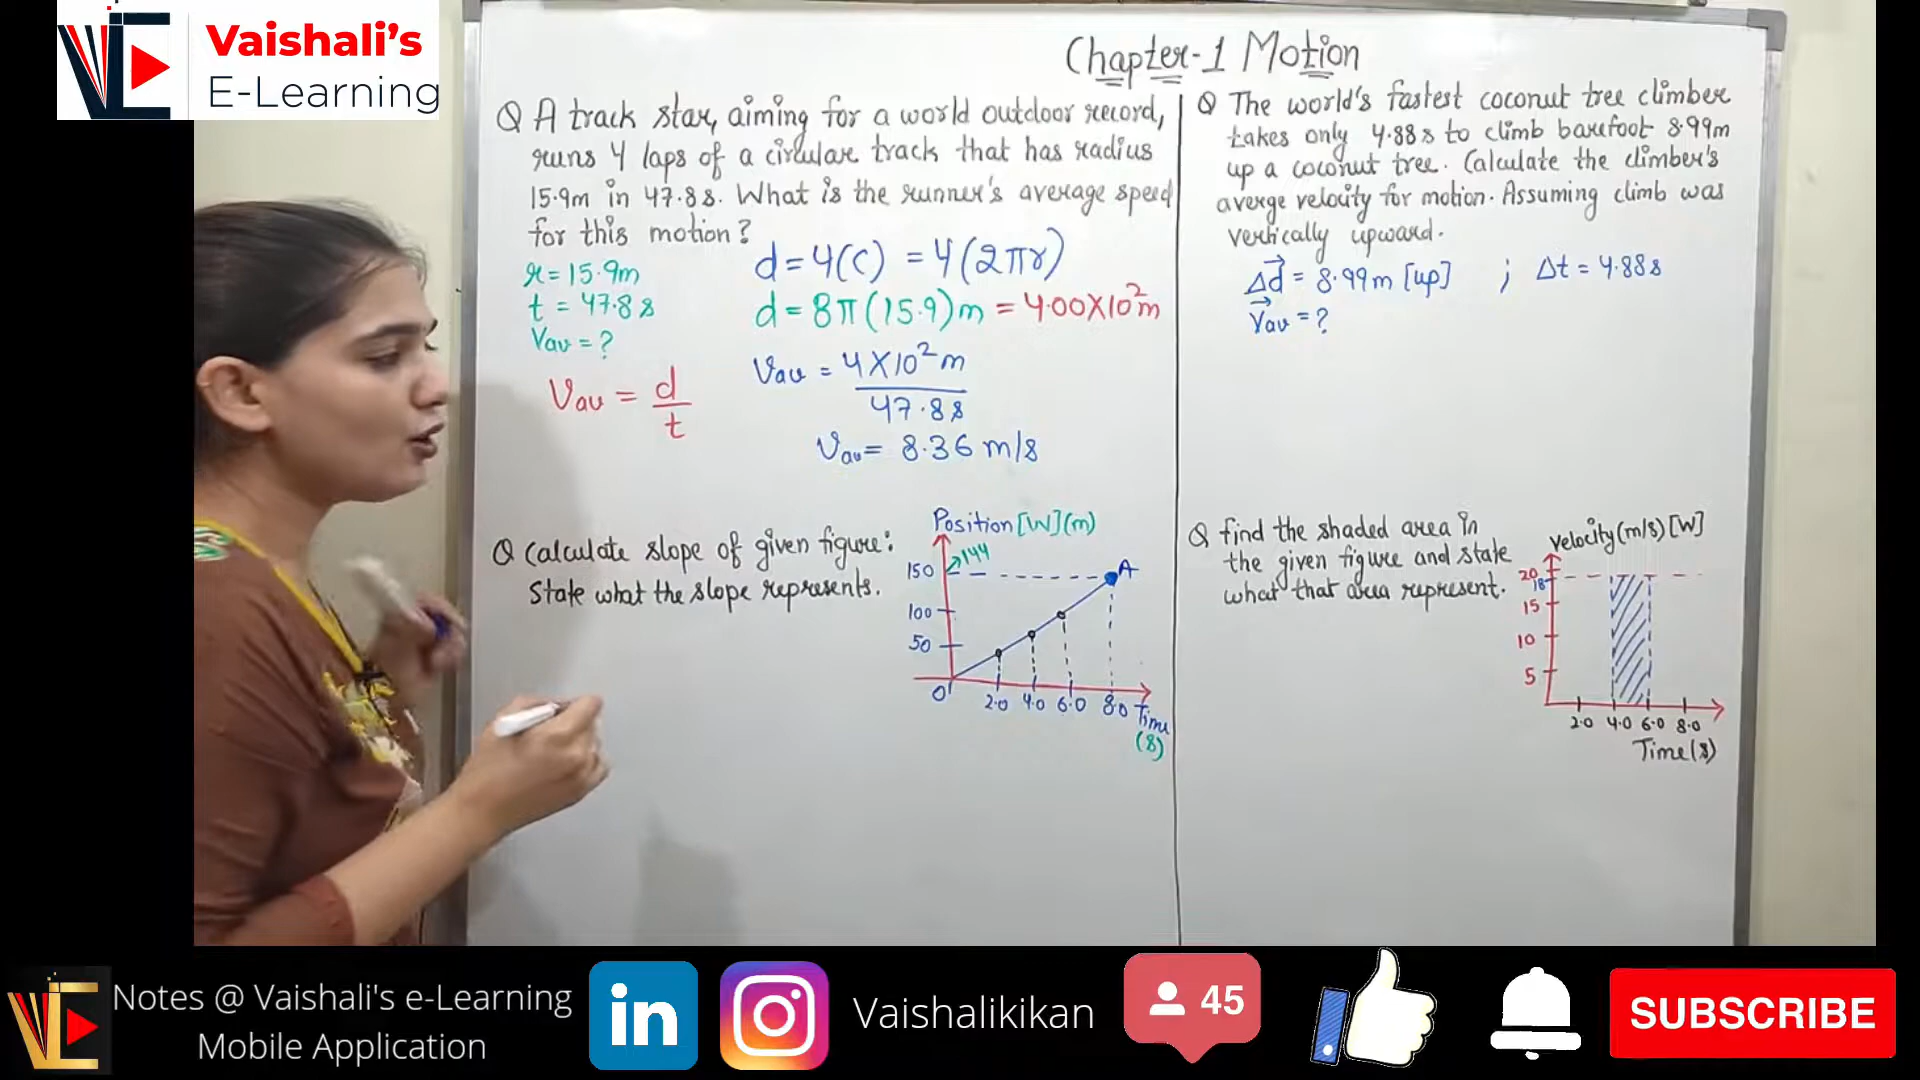 Vaishali's
E-Learning
Chapter-1 Motion
Q A track star, aiming for a world outdoor record,
runs 4 laps of a circular track that has radius
15.9m in 47.8s. What is the runner's average speed
for this motion?
r = 15.9m
t = 47.8s
Vav = ?
Vav = d/t
d = 4(C) = 4(2πr)
d = 8π(15.9)m = 4.00X10²m
Vav = 4X10²m
47.8s
Vav = 8.36 m/s
Q The world's fastest coconut tree climber
takes only 4.88s to climb barefoot 8.99m
up a coconut tree. Calculate the climber's
averge velocity for motion. Assuming climb was
vertically upward.
Δd⃗ = 8.99m [up] ; Δt = 4.88s
V⃗av = ?
Q Calculate slope of given figure:
State what the slope represents.
Position [W](m)
144
150
100
50
0
A
2.0 4.0 6.0 8.0 Time
(s)
Q find the shaded area in
the given figure and state
what that area represent.
Velocity (m/s) [W]
20
18
15
10
5
2.0 4.0 6.0 8.0
Time(s)
Notes @ Vaishali's e-Learning
Mobile Application
in
Vaishalikikan
45
SUBSCRIBE